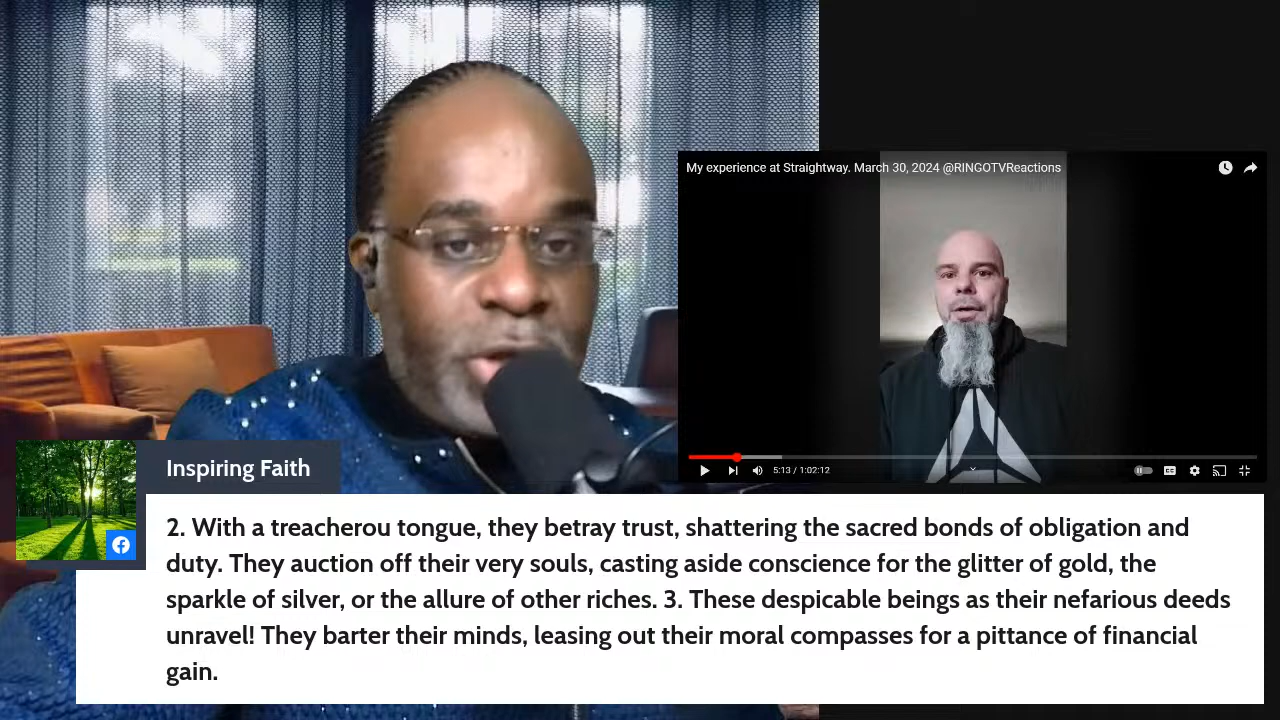 My experience at Straightway. March 30, 2024 @RINGOTVReactions
5:13 / 1:02:12
CC
Inspiring Faith
2. With a treacherou tongue, they betray trust, shattering the sacred bonds of obligation and
duty. They auction off their very souls, casting aside conscience for the glitter of gold, the
sparkle of silver, or the allure of other riches. 3. These despicable beings as their nefarious deeds
unravel! They barter their minds, leasing out their moral compasses for a pittance of financial
gain.